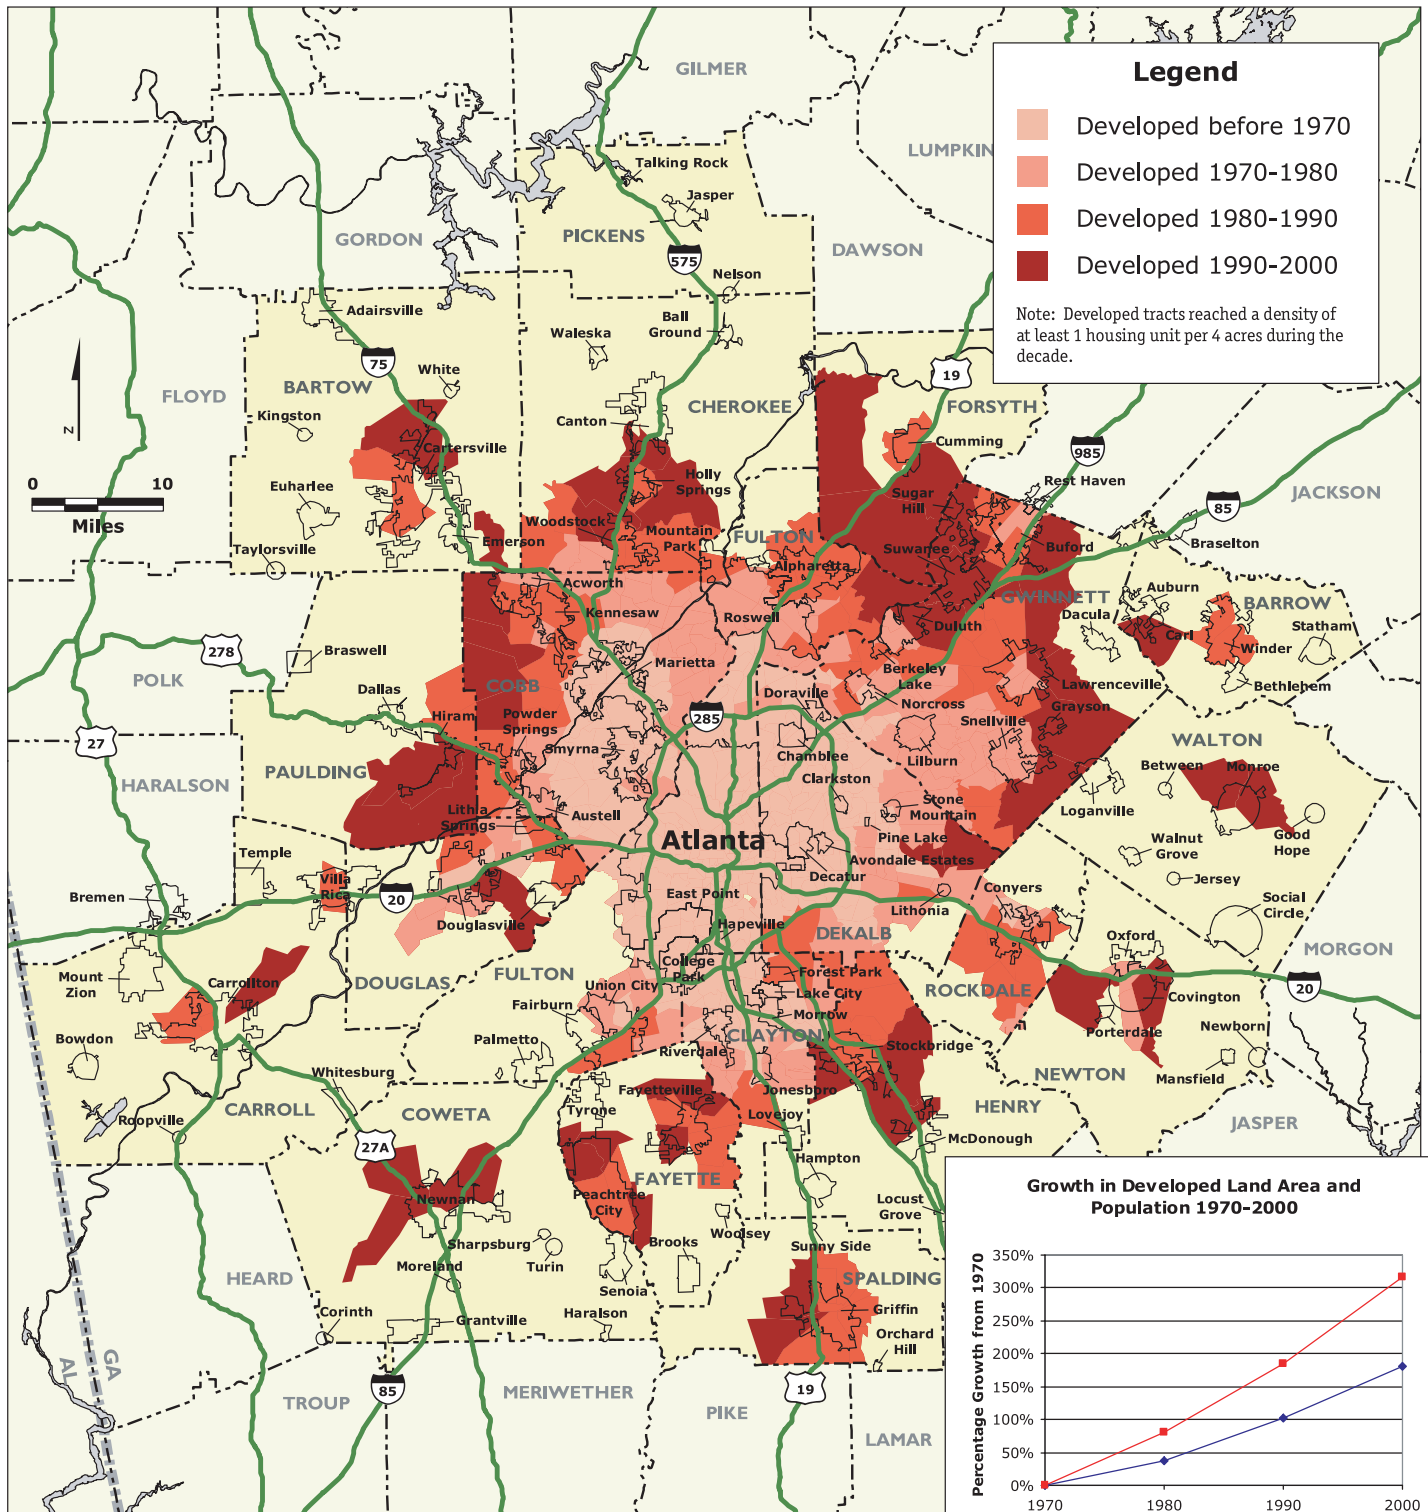 GILMER
LUMPKIN
Legend
Developed before 1970
Developed 1970-1980
Developed 1980-1990
Developed 1990-2000
Note: Developed tracts reached a density of
at least 1 housing unit per 4 acres during the
decade.
Talking Rock
Jasper
PICKENS
GORDON
DAWSON
575
Nelson
Adairsville
Ball
Ground
Waleska
75
White
19
BARTOW
FLOYD
CHEROKEE
FORSYTH
Kingston
Canton
N
Cartersville
Cumming
985
Holly
Springs
Rest Haven
0
10
Miles
Euharlee
Sugar
Hill
JACKSON
85
Woodstock
Mountain
Park
FULTON
Emerson
Suwanee
Buford
Braselton
Taylorsville
Alpharetta
Acworth
Auburn
GWINNETT
BARROW
Kennesaw
Roswell
Dacula
Duluth
Carl
Statham
278
Braswell
Marietta
Winder
POLK
Berkeley
Lake
COBB
Lawrenceville
Bethlehem
Dallas
Doraville
Norcross
Grayson
Hiram
Powder
Springs
285
Snellville
27
Smyrna
WALTON
Chamblee
Lilburn
PAULDING
Between
Monroe
HARALSON
Clarkston
Stone
Mountain
Loganville
Lithia
Springs
Austell
Pine Lake
Good
Hope
Atlanta
Walnut
Grove
Temple
Avondale Estates
Decatur
Jersey
Villa
Rica
Conyers
Bremen
20
East Point
Lithonia
Social
Circle
Douglasville
Hapeville
DEKALB
Oxford
MORGON
College
Park
Mount
Zion
Carrollton
DOUGLAS
FULTON
Forest Park
Union City
Lake City
ROCKDALE
20
Covington
Fairburn
Morrow
CLAYTON
Porterdale
Newborn
Bowdon
Palmetto
Riverdale
Stockbridge
Whitesburg
NEWTON
Mansfield
Fayetteville
Jonesboro
CARROLL
COWETA
Tyrone
Lovejoy
HENRY
JASPER
Roopville
27A
McDonough
Hampton
FAYETTE
Newnan
Peachtree
City
Locust
Grove
Woolsey
Sharpsburg
Brooks
Sunny Side
Moreland
Turin
HEARD
Senoia
SPALDING
Corinth
Haralson
Griffin
Grantville
Orchard
Hill
GA
AL
85
19
TROUP
MERIWETHER
PIKE
LAMAR
Growth in Developed Land Area and
Population 1970-2000
Percentage Growth from 1970
350%
300%
250%
200%
150%
100%
50%
0%
1970
1980
1990
2000